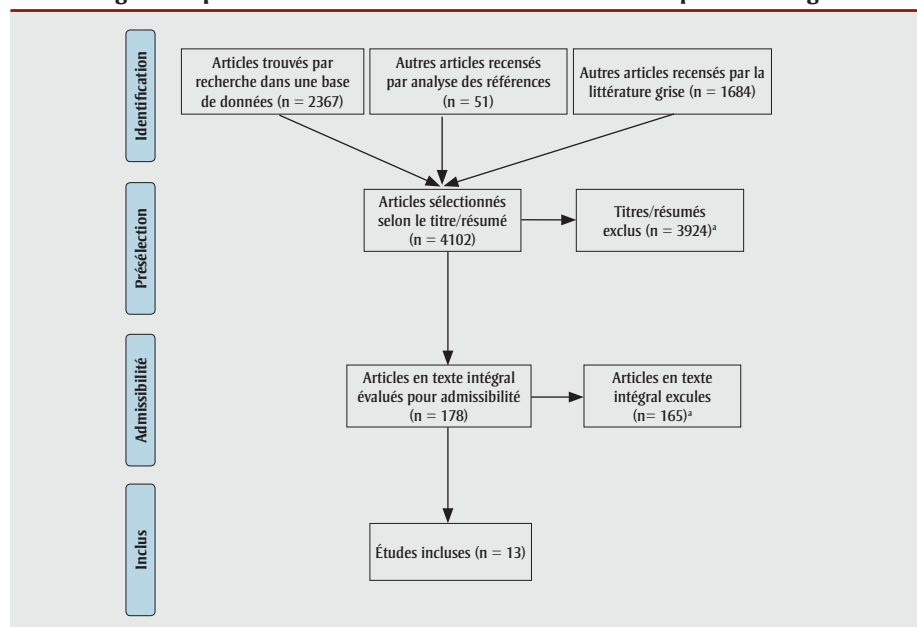 Identification
Articles trouvés par
recherche dans une base
de données (n = 2367)
Autres articles recensés
par analyse des références
(n = 51)
Autres articles recensés par la
littérature grise (n = 1684)
Présélection
Articles sélectionnés
selon le titre/résumé
(n = 4102)
Titres/résumés
exclus (n = 3924)ᵃ
Admissibilité
Articles en texte intégral
évalués pour admissibilité
(n = 178)
Articles en texte
intégral excules
(n= 165)ᵃ
Inclus
Études incluses (n = 13)